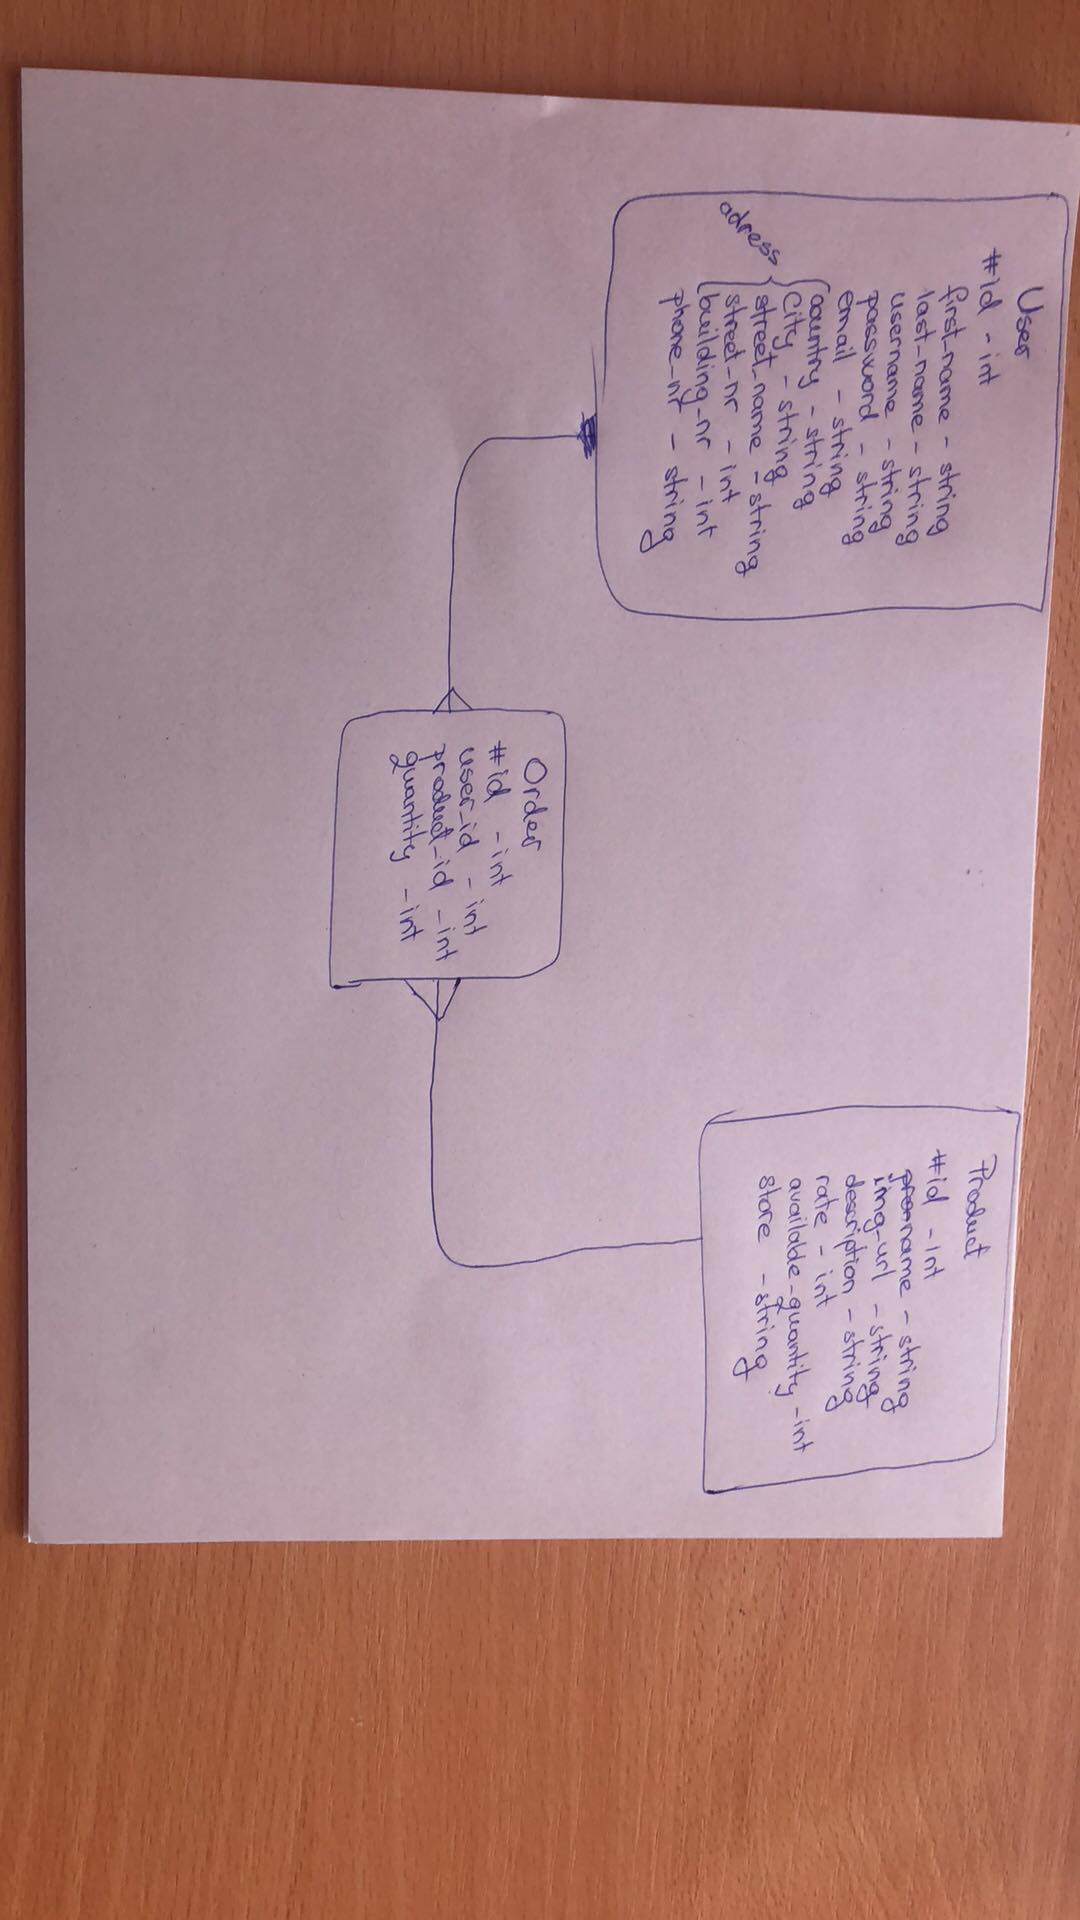 User
#id - int
first_name - string
last_name - string
username - string
password - string
email - string
country - string
city - string
street_name - string
street_nr - int
building_nr - int
phone_nr - string
adress
Order
#id - int
user_id - int
product_id - int
quantity - int
Product
#id - int
name - string
img_url - string
description - string
rate - int
available_quantity - int
store - string